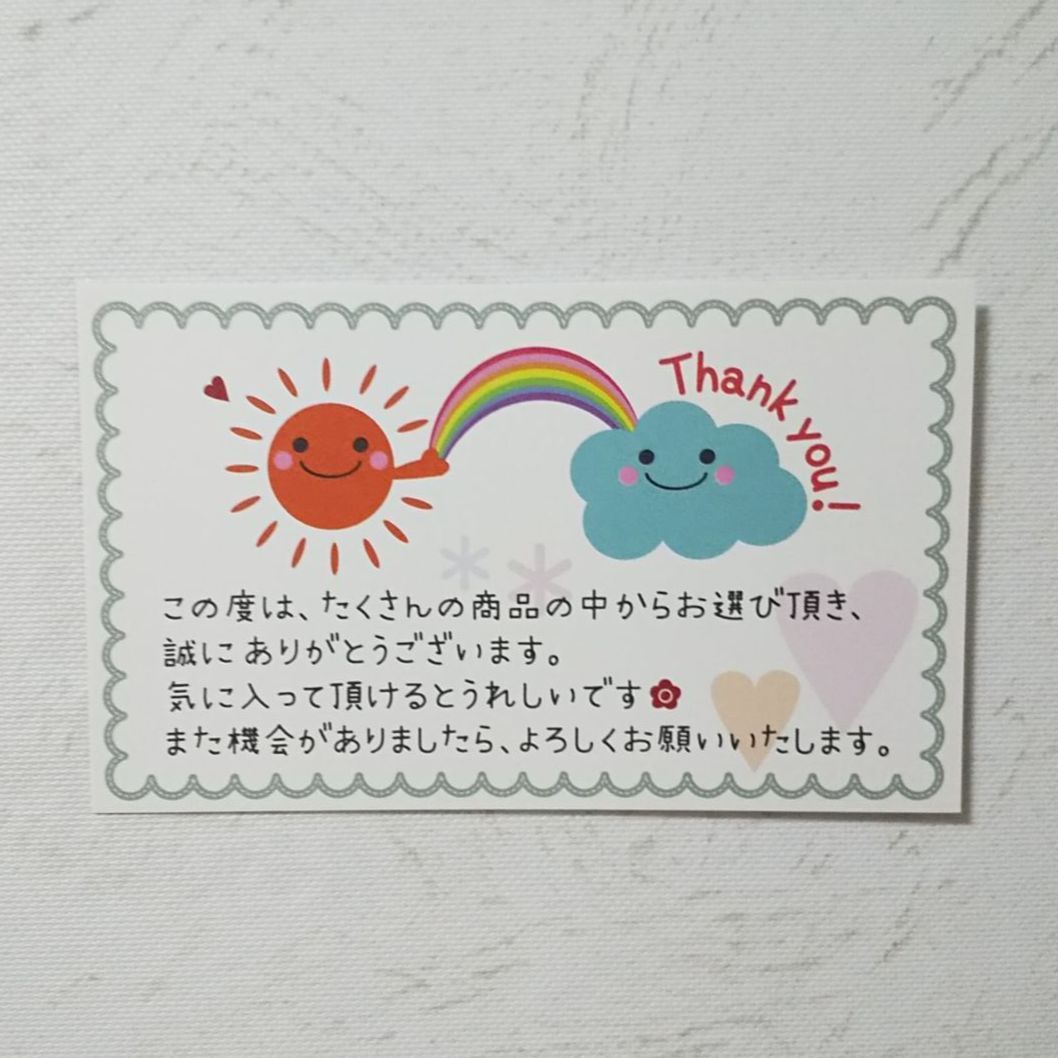 Thank you!
この度は、たくさんの商品の中からお選び頂き、
誠にありがとうございます。
気に入って頂けるとうれしいです
また機会がありましたら、よろしくお願いいたします。